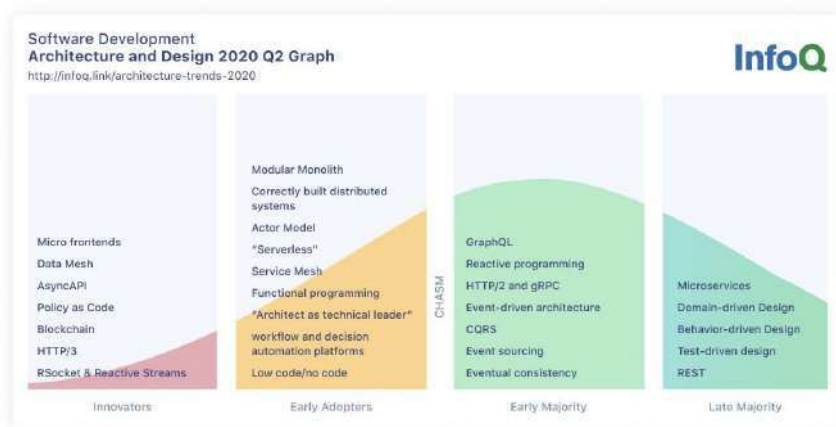 Software Development
Architecture and Design 2020 Q2 Graph
http://infoq.link/architecture-trends-2020
InfoQ
Micro frontends
Data Mesh
AsyncAPI
Policy as Code
Blockchain
HTTP/3
RSocket & Reactive Streams
Innovators
Modular Monolith
Correctly built distributed
systems
Actor Model
"Serverless"
Service Mesh
Functional programming
"Architect as technical leader"
workflow and decision
automation platforms
Low code/no code
Early Adopters
CHASM
GraphQL
Reactive programming
HTTP/2 and gRPC
Event-driven architecture
CQRS
Event sourcing
Eventual consistency
Early Majority
Microservices
Domain-driven Design
Behavior-driven Design
Test-driven design
REST
Late Majority